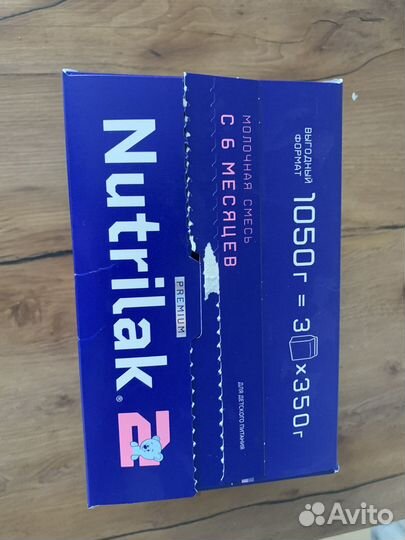 Nutrilak® 2
PREMIUM
МОЛОЧНАЯ СМЕСЬ
С 6 МЕСЯЦЕВ
ДЛЯ ДЕТСКОГО ПИТАНИЯ
ВЫГОДНЫЙ
ФОРМАТ
1050г = 3 x350г
Avito